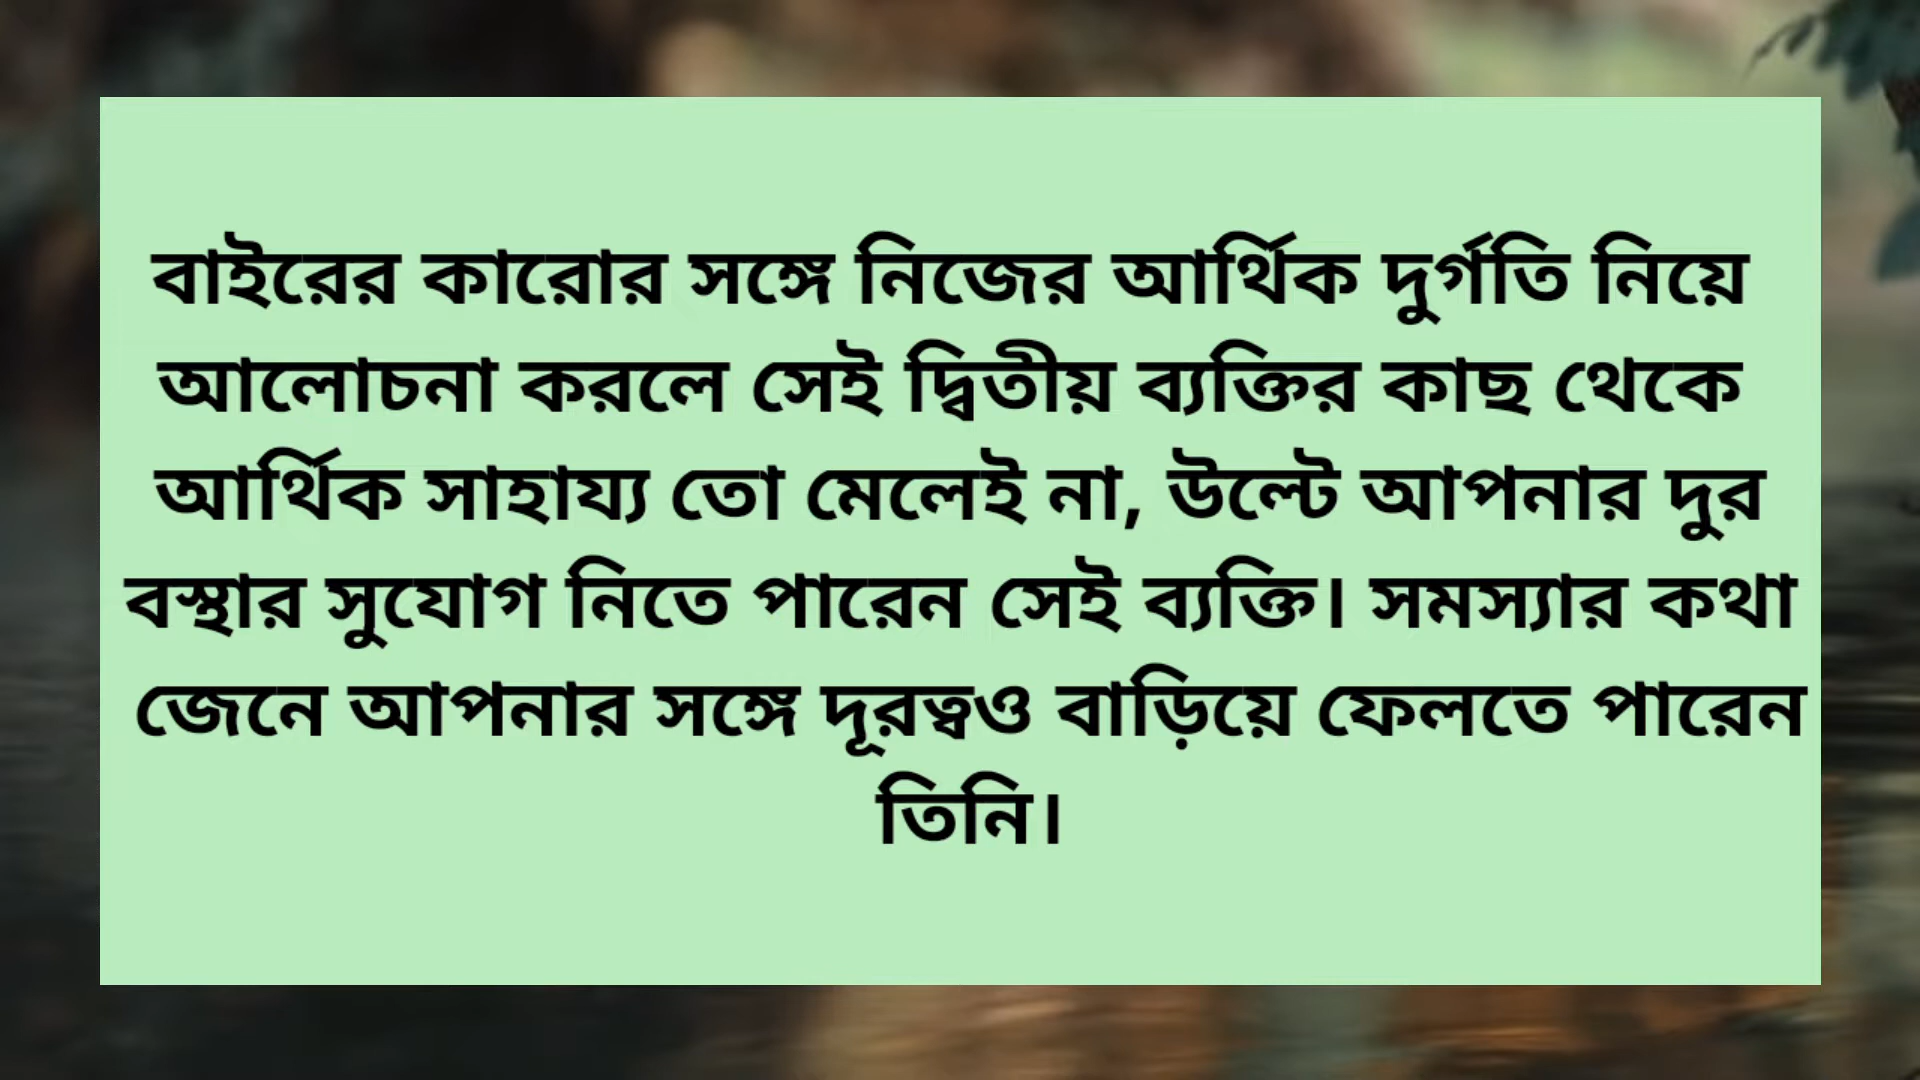 বাইরের কারোর সঙ্গে নিজের আর্থিক দুর্গতি নিয়ে
আলোচনা করলে সেই দ্বিতীয় ব্যক্তির কাছ থেকে
আর্থিক সাহায্য তো মেলেই না, উল্টে আপনার দুর
বস্থার সুযোগ নিতে পারেন সেই ব্যক্তি। সমস্যার কথা
জেনে আপনার সঙ্গে দূরত্বও বাড়িয়ে ফেলতে পারেন
তিনি।